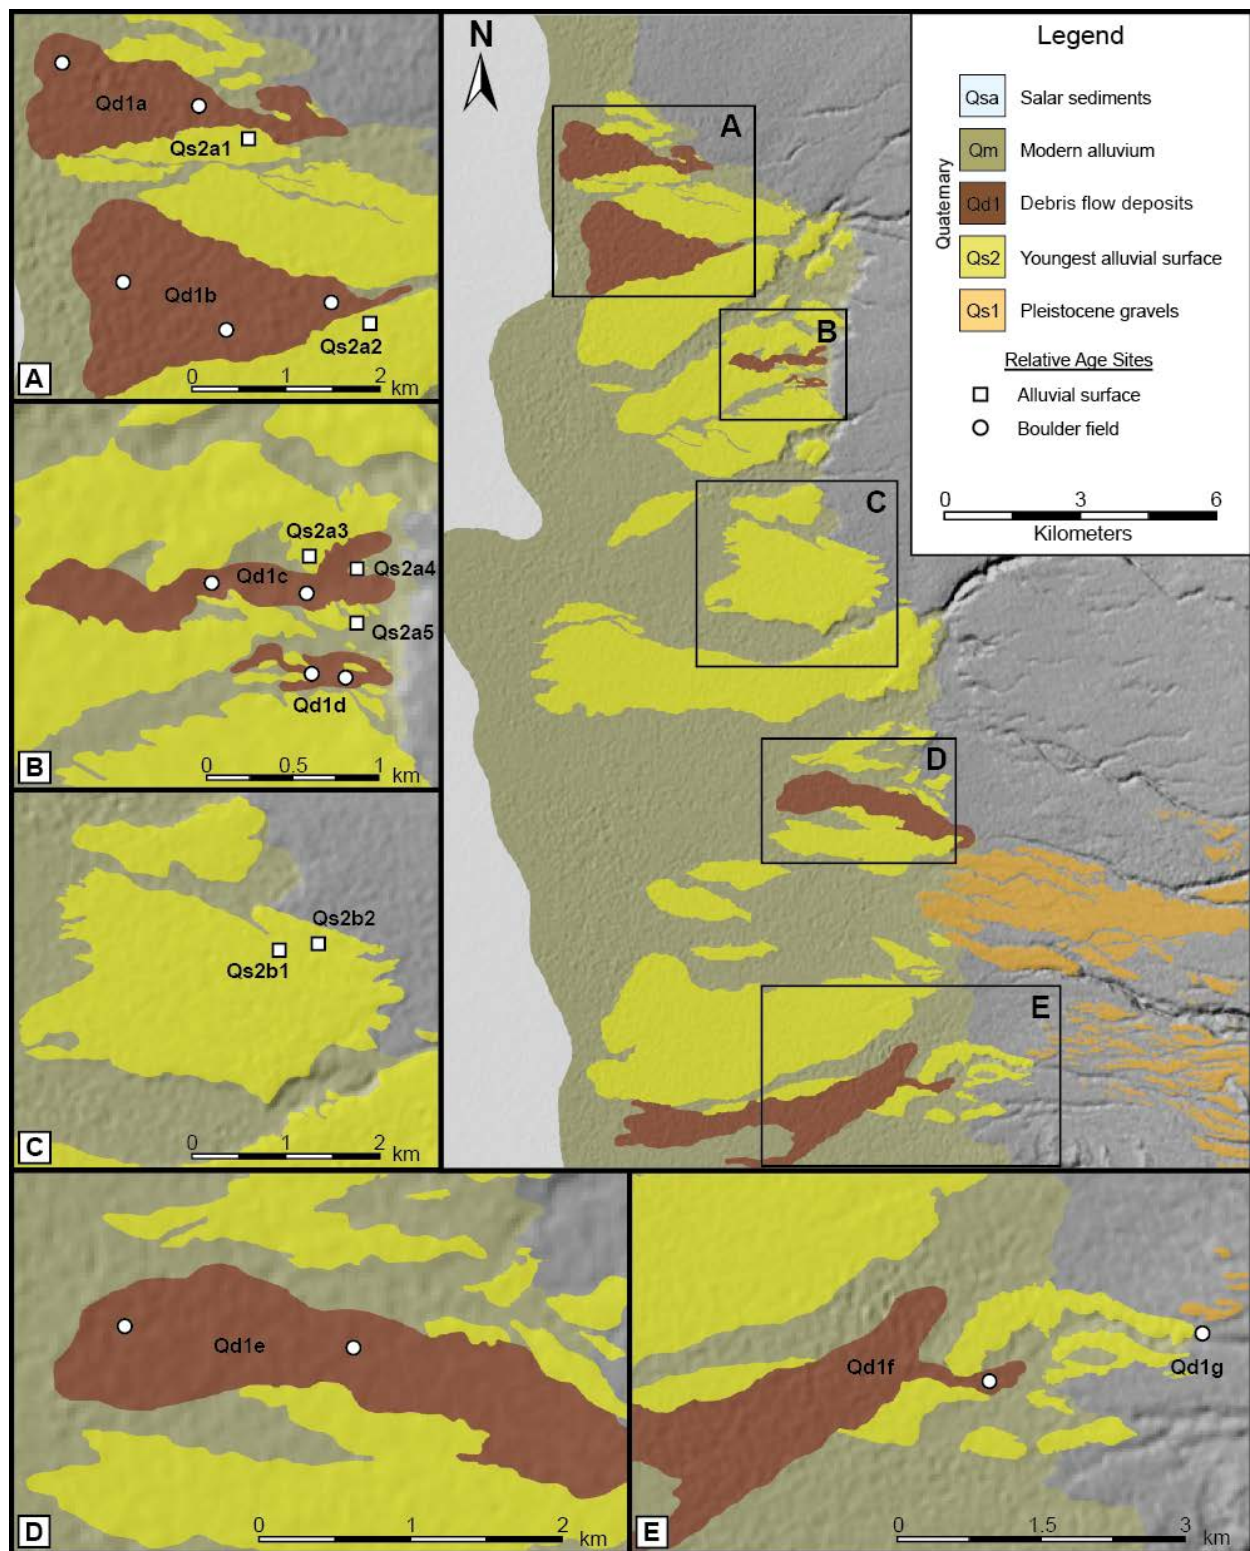 N
Legend
Quaternary
Qsa Salar sediments
Qm Modern alluvium
Qd1 Debris flow deposits
Qs2 Youngest alluvial surface
Qs1 Pleistocene gravels
Relative Age Sites
Alluvial surface
Boulder field
0 3 6
Kilometers
A
B
C
D
E
Qd1a
Qs2a1
Qd1b
Qs2a2
A
0 1 2
km
Qs2a3
Qd1c
Qs2a4
Qs2a5
Qd1d
B
0 0.5 1
km
Qs2b2
Qs2b1
C
0 1 2
km
Qd1e
D
0 1 2
km
Qd1f
Qd1g
E
0 1.5 3
km